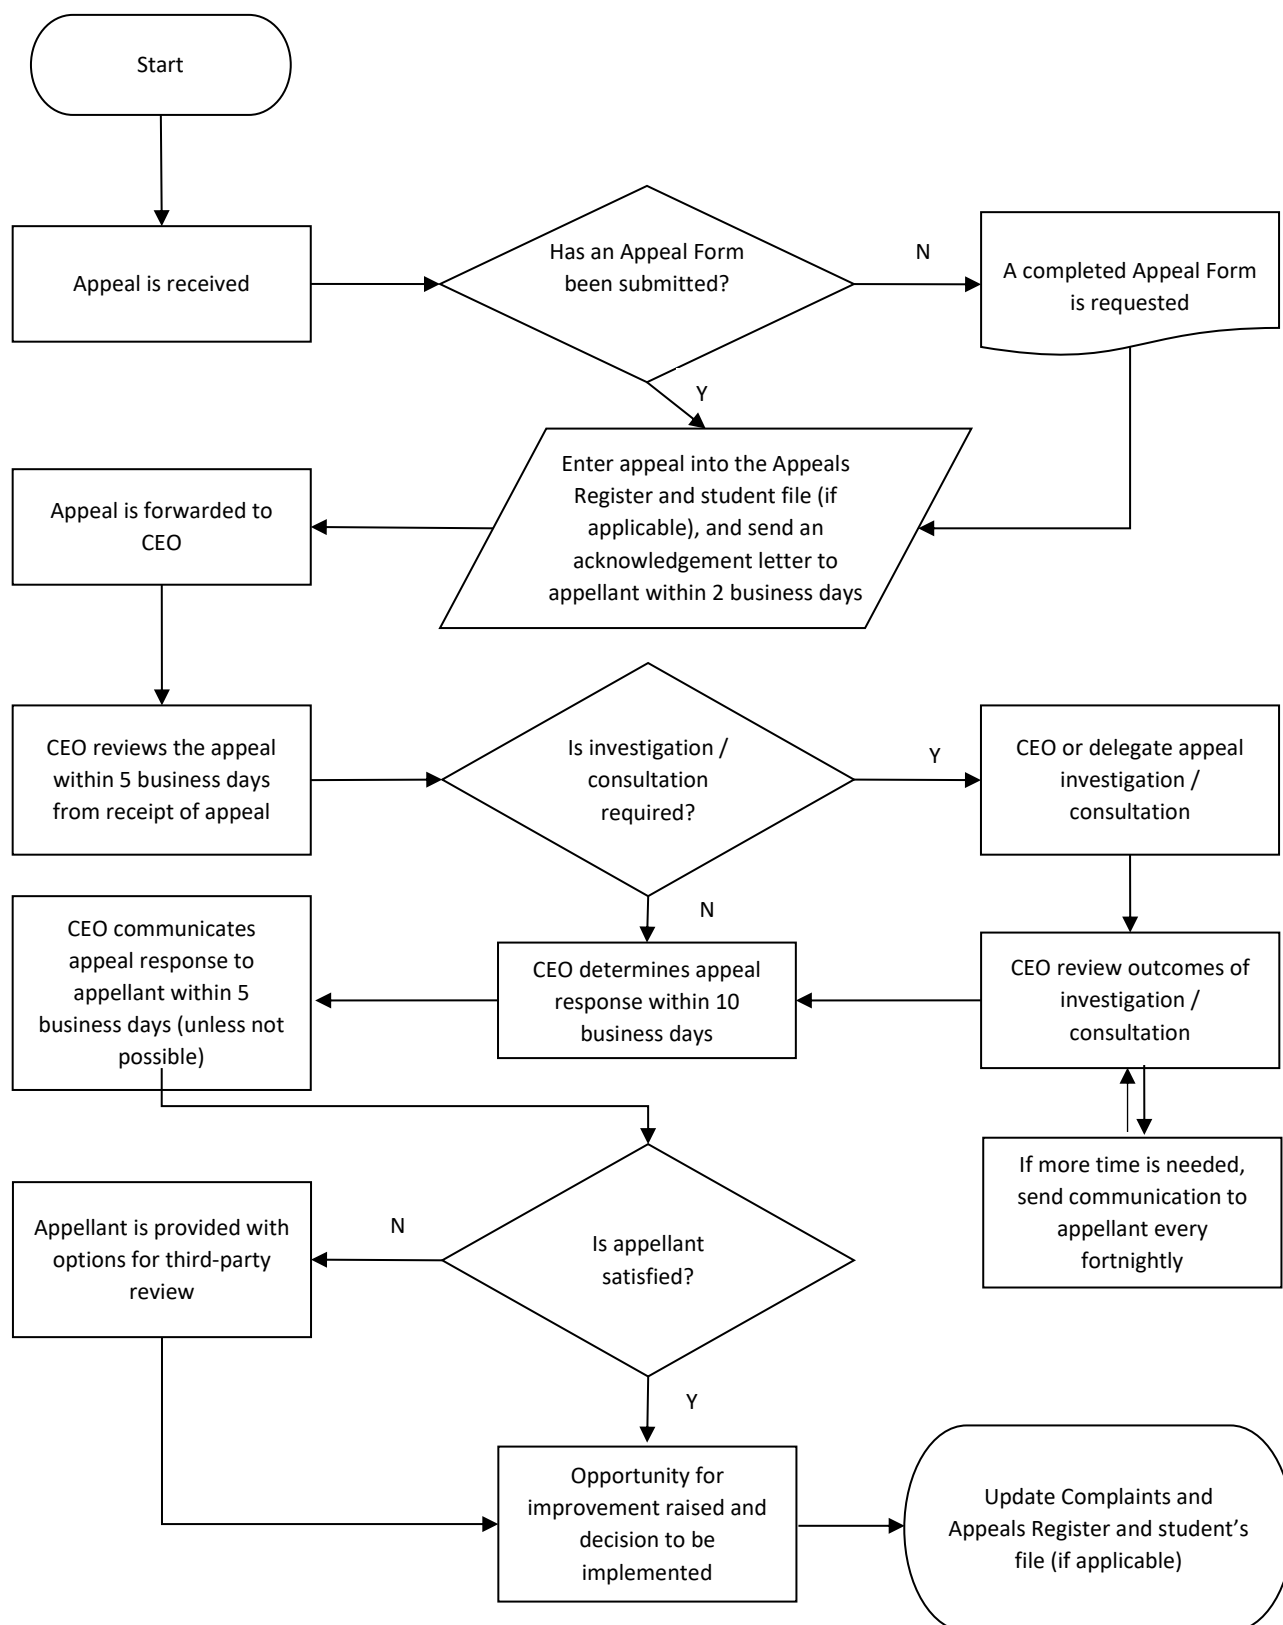 Start
Appeal is received
Has an Appeal Form
been submitted?
N
A completed Appeal Form
is requested
Y
Enter appeal into the Appeals
Register and student file (if
applicable), and send an
acknowledgement letter to
appellant within 2 business days
Appeal is forwarded to
CEO
CEO reviews the appeal
within 5 business days
from receipt of appeal
Is investigation /
consultation
required?
Y
CEO or delegate appeal
investigation /
consultation
N
CEO review outcomes of
investigation /
consultation
CEO determines appeal
response within 10
business days
CEO communicates
appeal response to
appellant within 5
business days (unless not
possible)
If more time is needed,
send communication to
appellant every
fortnightly
Is appellant
satisfied?
N
Appellant is provided with
options for third-party
review
Y
Opportunity for
improvement raised and
decision to be
implemented
Update Complaints and
Appeals Register and student’s
file (if applicable)